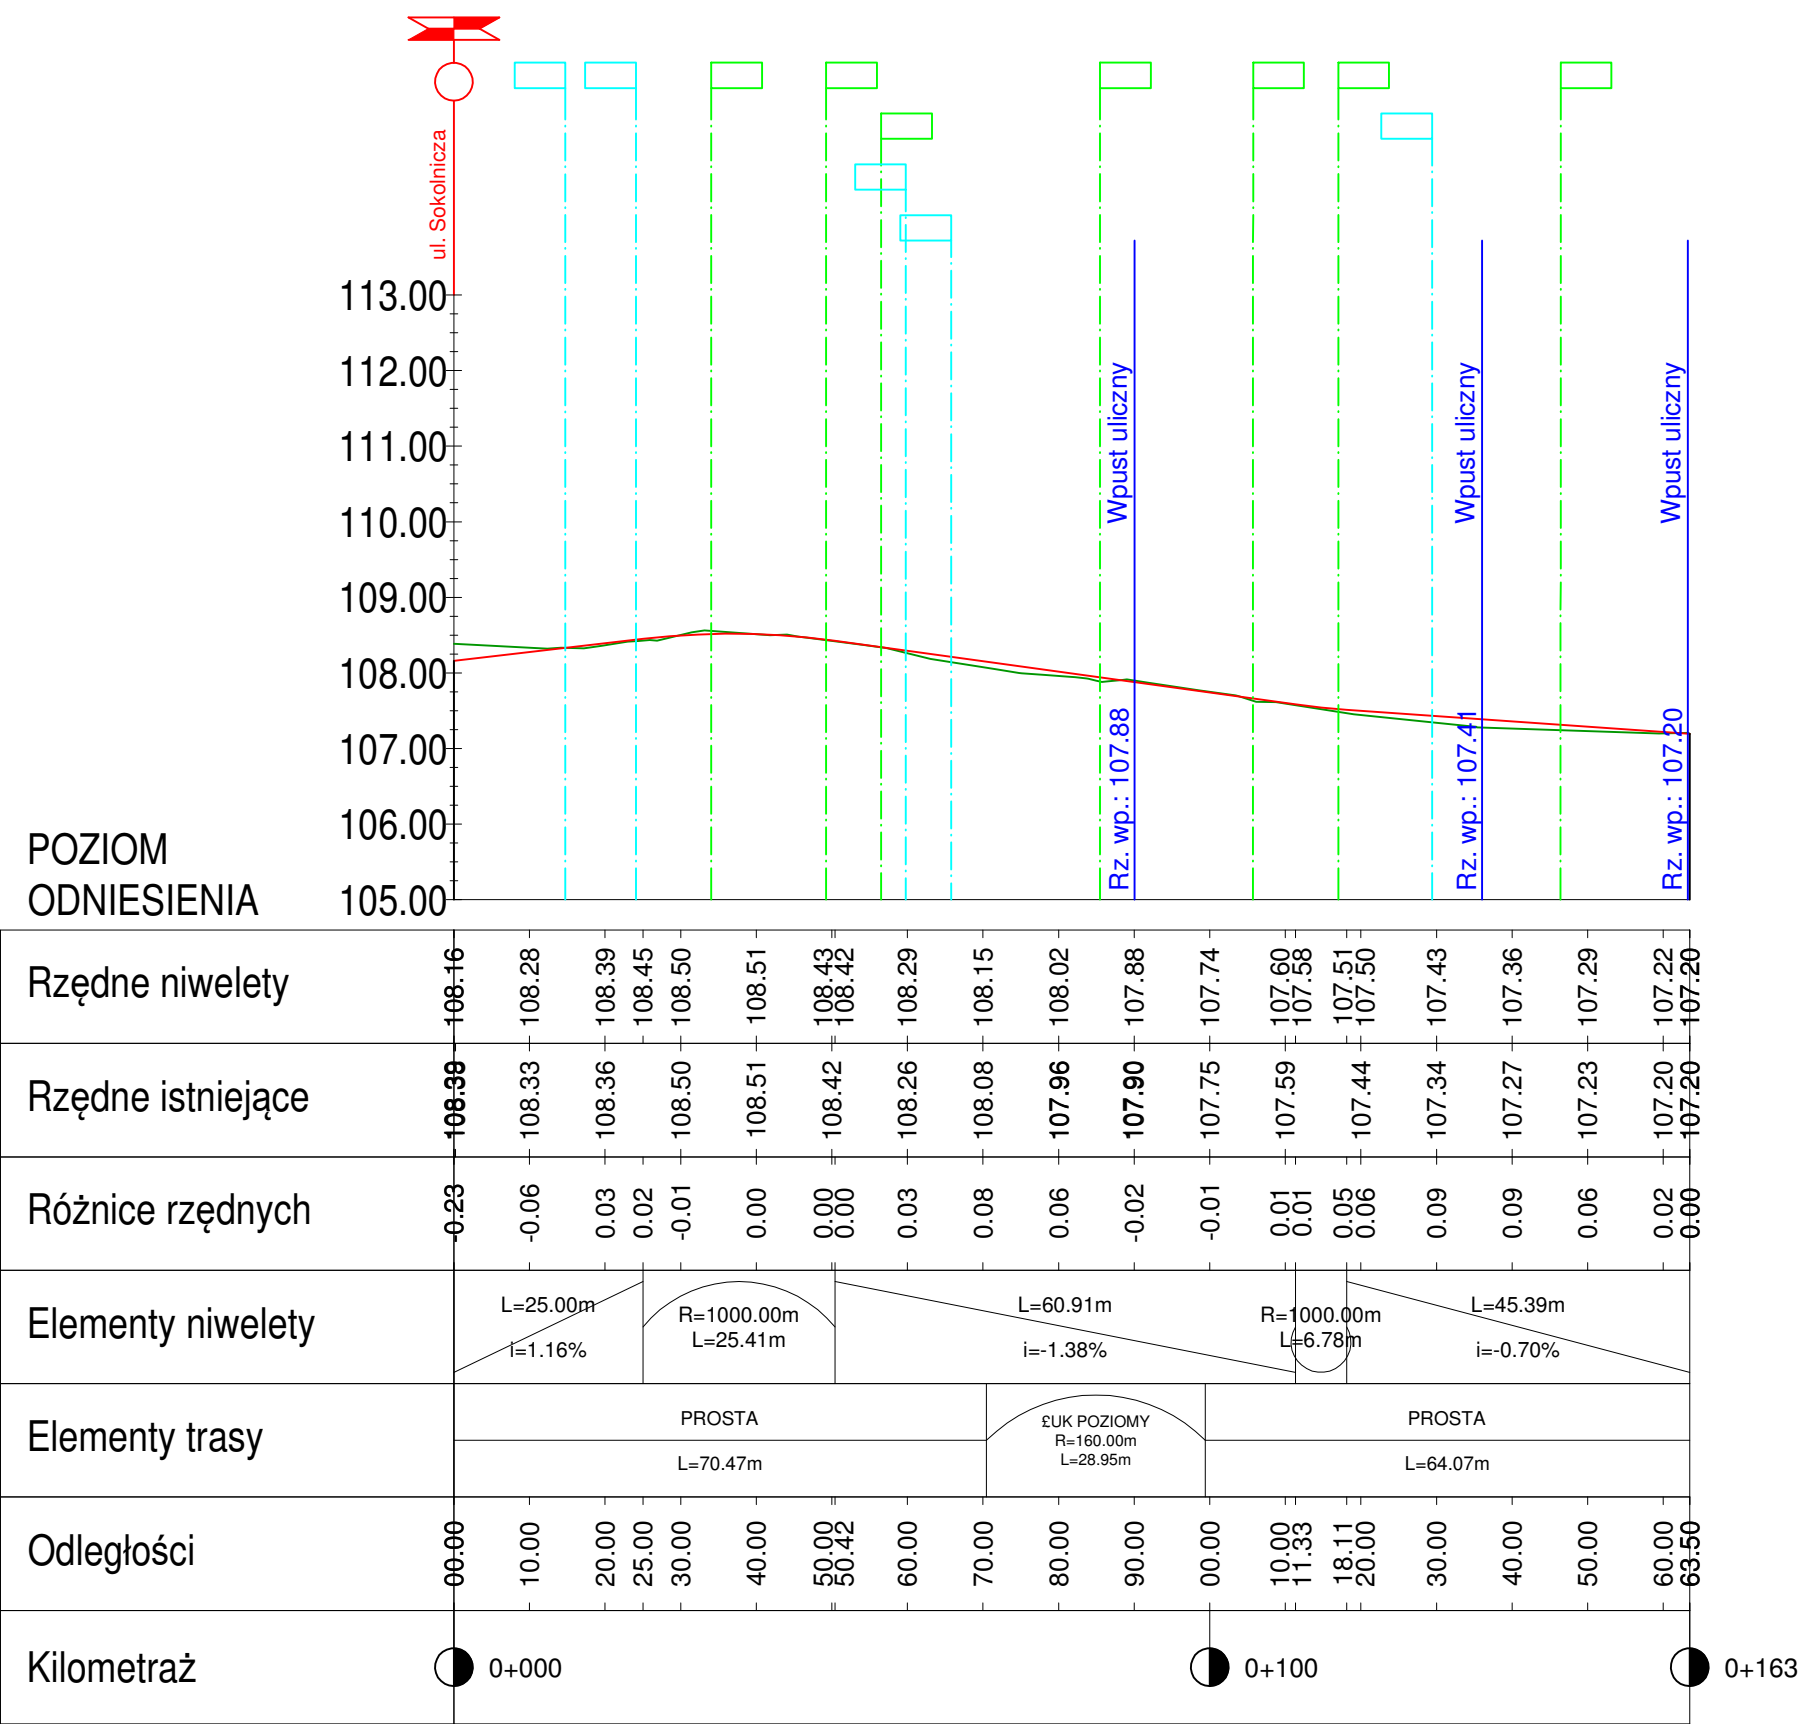 ul. Sokolnicza
113.00
112.00
111.00
110.00
109.00
108.00
107.00
106.00
105.00
POZIOM
ODNIESIENIA
Wpust uliczny
Rz. wp.: 107.88
Wpust uliczny
Rz. wp.: 107.41
Wpust uliczny
Rz. wp.: 107.20
Rzędne niwelety
108.16 108.28 108.39 108.45 108.50 108.51 108.43 108.42 108.29 108.15 108.02 107.88 107.74 107.60 107.58 107.51 107.50 107.43 107.36 107.29 107.22 107.20
Rzędne istniejące
108.33 108.36 108.50 108.51 108.42 108.26 108.08 107.96 107.90 107.75 107.59 107.44 107.34 107.27 107.23 107.20 107.20
Różnice rzędnych
-0.23 -0.06 0.03 0.02 -0.01 0.00 0.00 0.00 0.03 0.08 0.06 -0.02 -0.01 0.01 0.01 0.05 0.06 0.09 0.09 0.06 0.02 0.00
Elementy niwelety
L=25.00m
i=1.16%
R=1000.00m
L=25.41m
L=60.91m
i=-1.38%
R=1000.00m
L=6.78m
L=45.39m
i=-0.70%
Elementy trasy
PROSTA
L=70.47m
£UK POZIOMY
R=160.00m
L=28.95m
PROSTA
L=64.07m
Odległości
00.00 10.00 20.00 25.00 30.00 40.00 50.00 50.42 60.00 70.00 80.00 90.00 00.00 10.00 11.33 18.11 20.00 30.00 40.00 50.00 60.00 63.50
Kilometraż
0+000
0+100
0+163